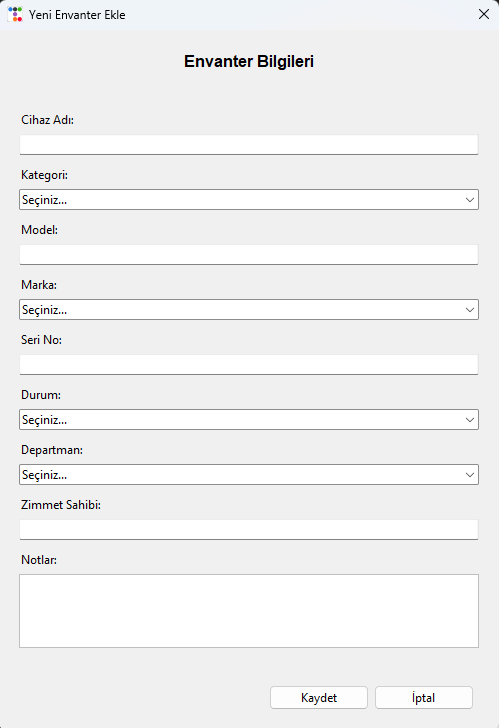 Yeni Envanter Ekle
Envanter Bilgileri
Cihaz Adı:
Kategori:
Seçiniz...
Model:
Marka:
Seçiniz...
Seri No:
Durum:
Seçiniz...
Departman:
Seçiniz...
Zimmet Sahibi:
Notlar:
Kaydet İptal